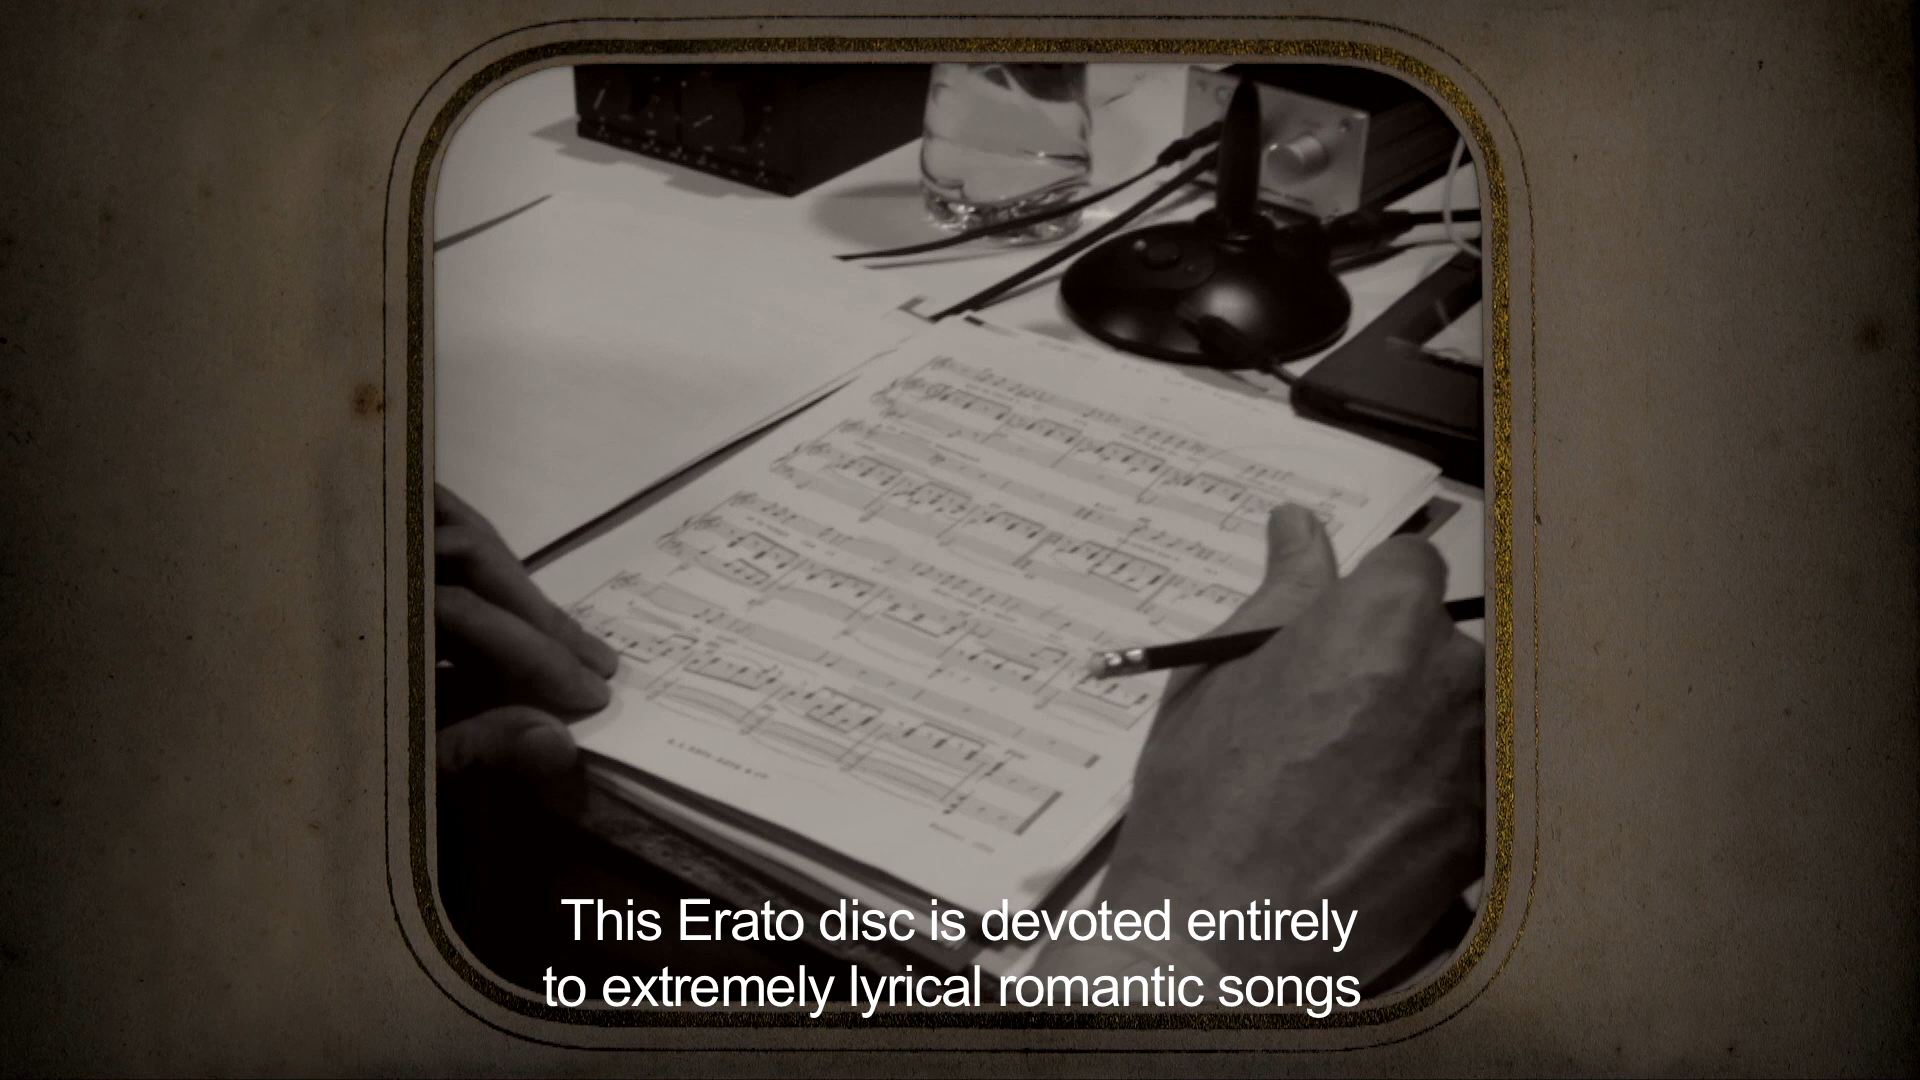 This Erato disc is devoted entirely
to extremely lyrical romantic songs